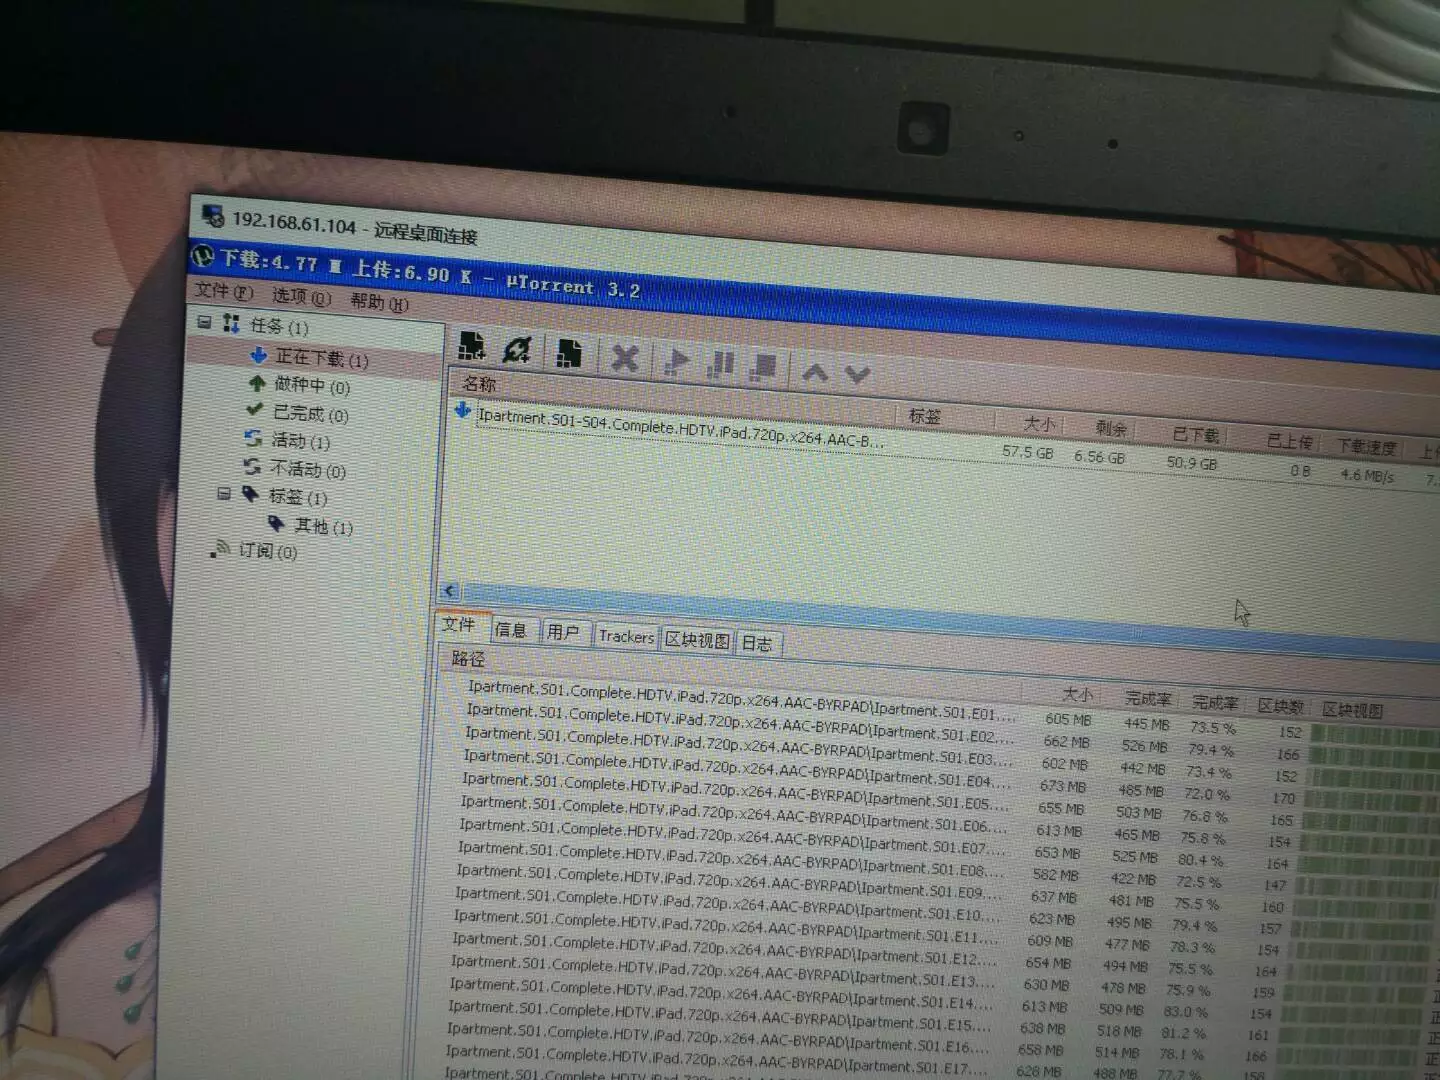 192.168.61.104 - 远程桌面连接
下载:4.77 M 上传:6.90 K - µTorrent 3.2
文件(F) 选项(O) 帮助(H)
任务 (1)
正在下载 (1)
做种中 (0)
已完成 (0)
活动 (1)
不活动 (0)
标签 (1)
其他 (1)
订阅 (0)
名称 标签 大小 剩余 已下载 已上传 下载速度
Ipartment.S01-S04.Complete.HDTV.iPad.720p.x264.AAC-B... 57.5 GB 6.56 GB 50.9 GB 0 B 4.6 MB/s 7.
文件 信息 用户 Trackers 区块视图 日志
路径 大小 完成率 完成率 区块数 区块视图
Ipartment.S01.Complete.HDTV.iPad.720p.x264.AAC-BYRPAD\Ipartment.S01.E01.... 605 MB 445 MB 73.5 % 152
Ipartment.S01.Complete.HDTV.iPad.720p.x264.AAC-BYRPAD\Ipartment.S01.E02.... 662 MB 526 MB 79.4 % 166
Ipartment.S01.Complete.HDTV.iPad.720p.x264.AAC-BYRPAD\Ipartment.S01.E03.... 602 MB 442 MB 73.4 % 152
Ipartment.S01.Complete.HDTV.iPad.720p.x264.AAC-BYRPAD\Ipartment.S01.E04.... 673 MB 485 MB 72.0 % 170
Ipartment.S01.Complete.HDTV.iPad.720p.x264.AAC-BYRPAD\Ipartment.S01.E05.... 655 MB 503 MB 76.8 % 165
Ipartment.S01.Complete.HDTV.iPad.720p.x264.AAC-BYRPAD\Ipartment.S01.E06.... 613 MB 465 MB 75.8 % 154
Ipartment.S01.Complete.HDTV.iPad.720p.x264.AAC-BYRPAD\Ipartment.S01.E07.... 653 MB 525 MB 80.4 % 164
Ipartment.S01.Complete.HDTV.iPad.720p.x264.AAC-BYRPAD\Ipartment.S01.E08.... 582 MB 422 MB 72.5 % 147
Ipartment.S01.Complete.HDTV.iPad.720p.x264.AAC-BYRPAD\Ipartment.S01.E09.... 637 MB 481 MB 75.5 % 160
Ipartment.S01.Complete.HDTV.iPad.720p.x264.AAC-BYRPAD\Ipartment.S01.E10.... 623 MB 495 MB 79.4 % 157
Ipartment.S01.Complete.HDTV.iPad.720p.x264.AAC-BYRPAD\Ipartment.S01.E11.... 609 MB 477 MB 78.3 % 154
Ipartment.S01.Complete.HDTV.iPad.720p.x264.AAC-BYRPAD\Ipartment.S01.E12.... 654 MB 494 MB 75.5 % 164
Ipartment.S01.Complete.HDTV.iPad.720p.x264.AAC-BYRPAD\Ipartment.S01.E13.... 630 MB 478 MB 75.9 % 159
Ipartment.S01.Complete.HDTV.iPad.720p.x264.AAC-BYRPAD\Ipartment.S01.E14.... 613 MB 509 MB 83.0 % 154
Ipartment.S01.Complete.HDTV.iPad.720p.x264.AAC-BYRPAD\Ipartment.S01.E15.... 638 MB 518 MB 81.2 % 161
Ipartment.S01.Complete.HDTV.iPad.720p.x264.AAC-BYRPAD\Ipartment.S01.E16.... 658 MB 514 MB 78.1 % 166
Ipartment.S01.Complete.HDTV.iPad.720p.x264.AAC-BYRPAD\Ipartment.S01.E17.... 628 MB 488 MB 77.7 % 158